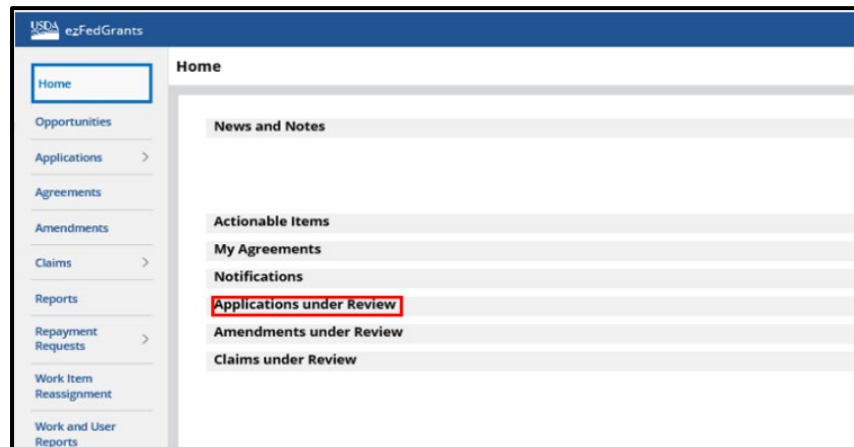 USDA ezFedGrants
Home
Home
Opportunities
Applications
Agreements
Amendments
Claims
Reports
Repayment
Requests
Work Item
Reassignment
Work and User
Reports
News and Notes
Actionable Items
My Agreements
Notifications
Applications under Review
Amendments under Review
Claims under Review